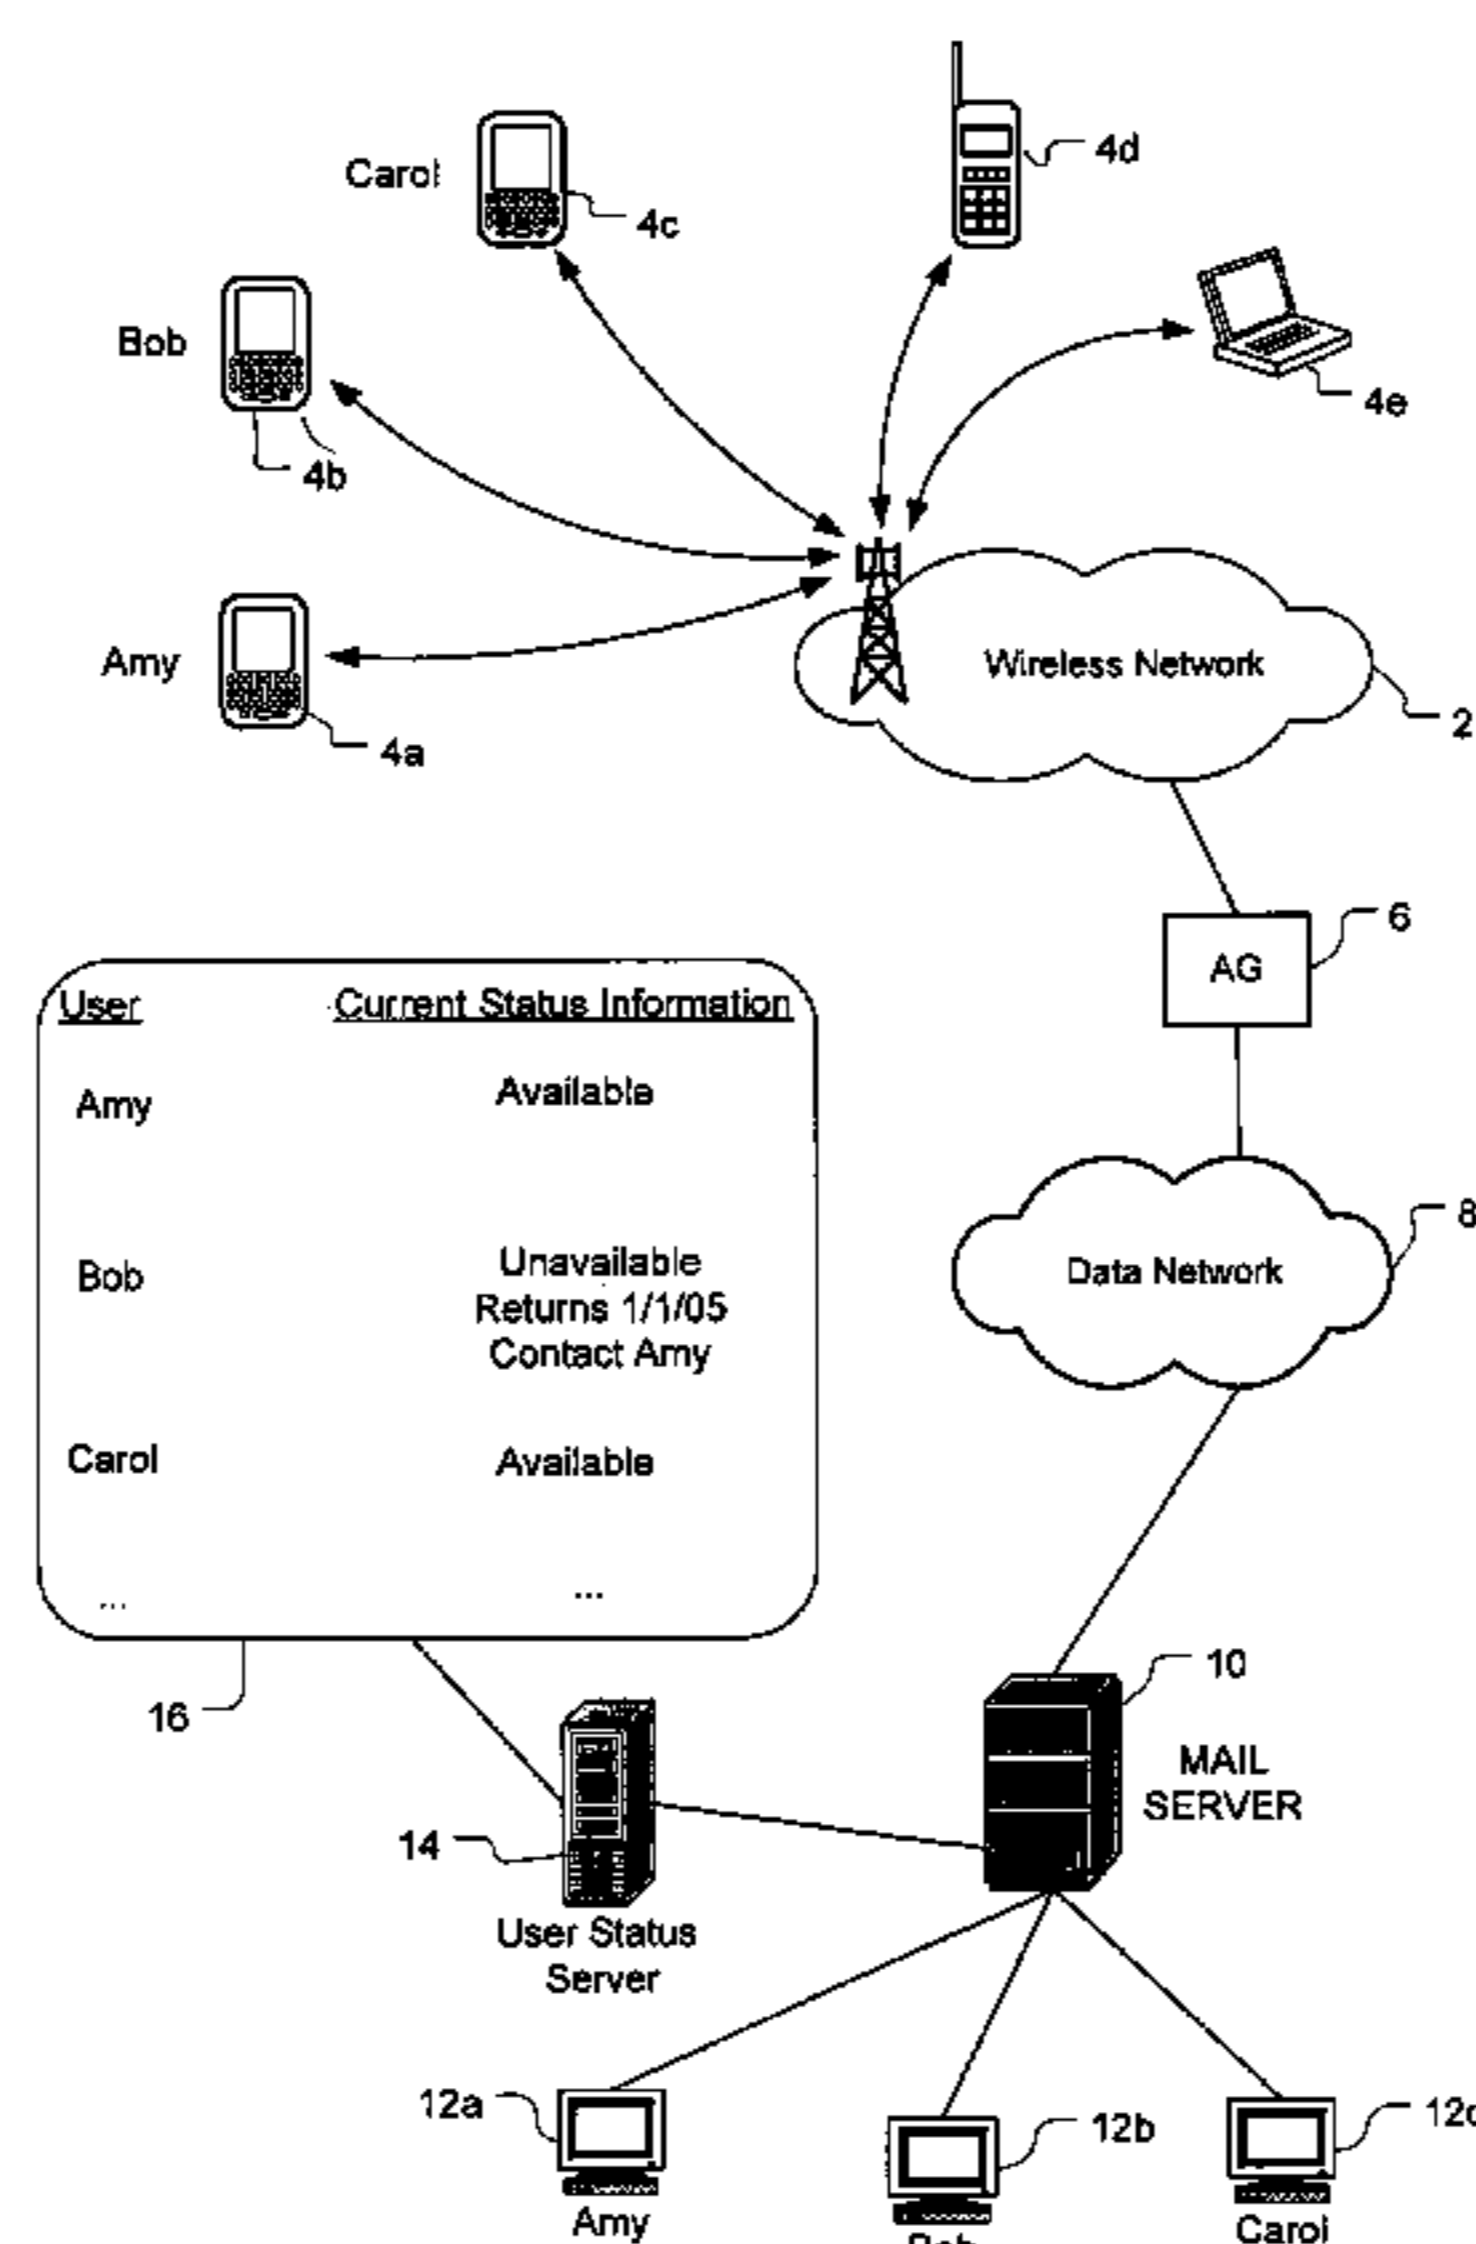 4d
Carol
4c
Bob
4e
4b
Amy
Wireless Network
2
4a
6
AG
User Current Status Information
Amy Available
8
Data Network
Bob Unavailable
Returns 1/1/05
Contact Amy
Carol Available
... ...
10
16
MAIL
SERVER
14
User Status
Server
12a
12b
Amy
Carol